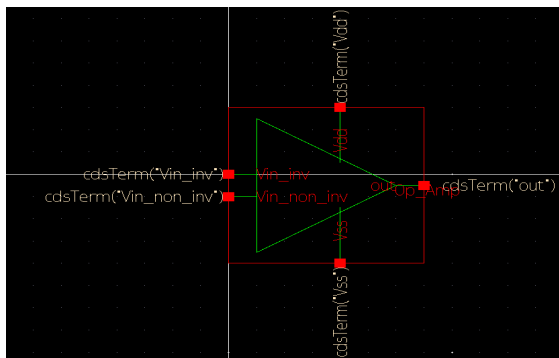 cdsTerm("Vdd")
Vdd
cdsTerm("Vin_inv")
Vin_inv
cdsTerm("Vin_non_inv")
Vin_non_inv
out
Op_Amp
cdsTerm("out")
Vss
cdsTerm("Vss")